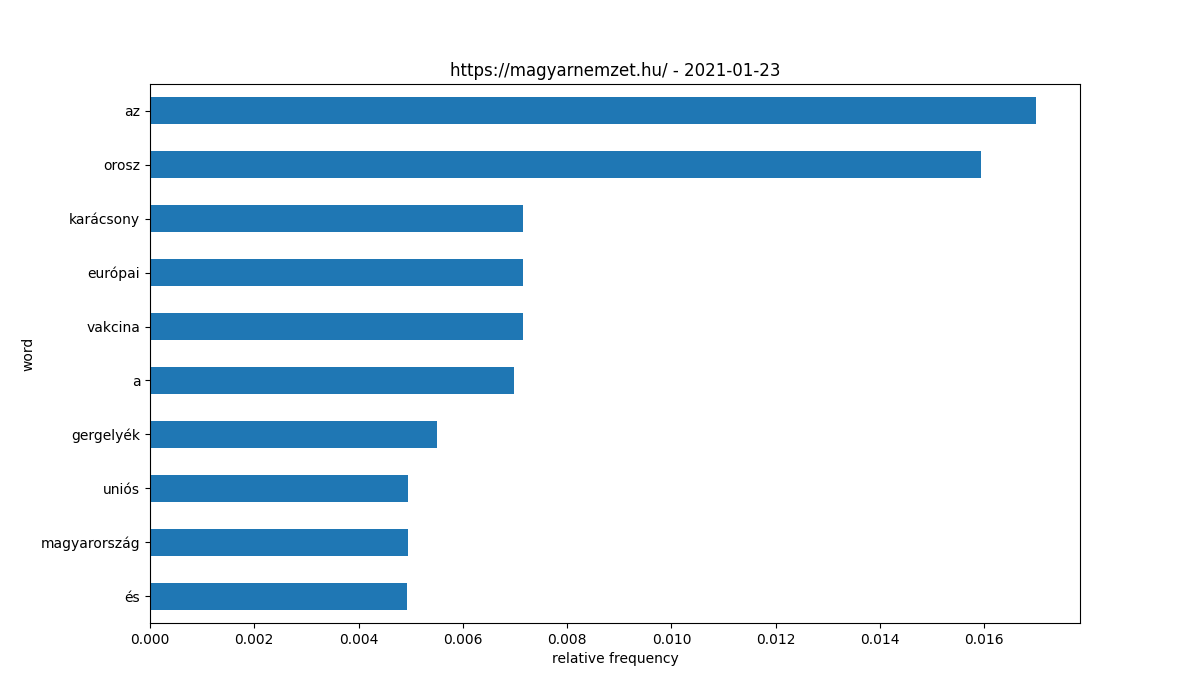 https://magyarnemzet.hu/ - 2021-01-23
az
orosz
karácsony
európai
vakcina
a
gergelyék
uniós
magyarország
és
word
0.000 0.002 0.004 0.006 0.008 0.010 0.012 0.014 0.016
relative frequency